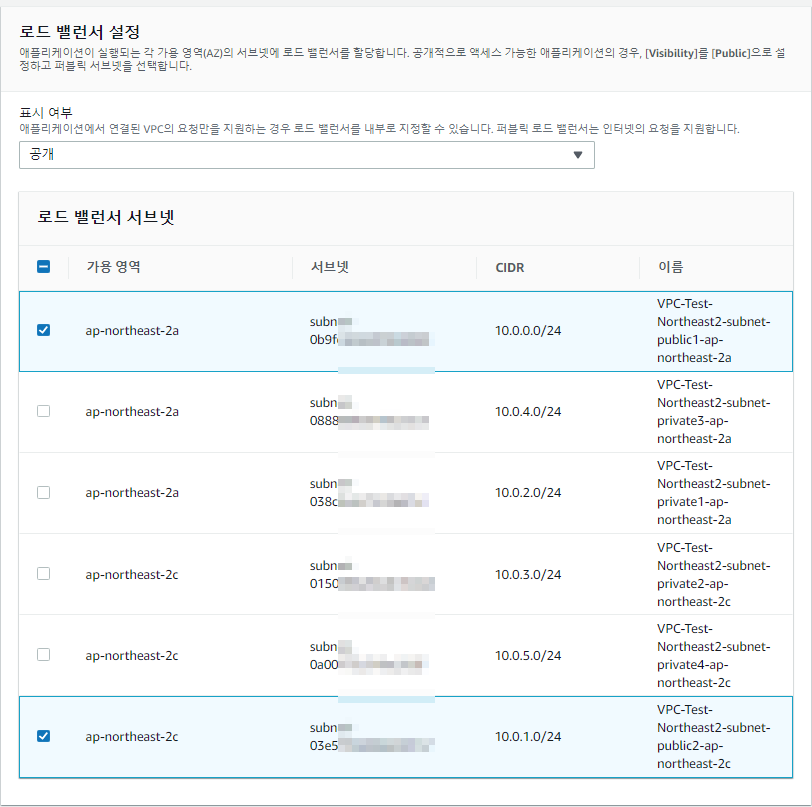 로드 밸런서 설정
애플리케이션이 실행되는 각 가용 영역(AZ)의 서브넷에 로드 밸런서를 할당합니다. 공개적으로 액세스 가능한 애플리케이션의 경우, [Visibility]를 [Public]으로 설
정하고 퍼블릭 서브넷을 선택합니다.
표시 여부
애플리케이션에서 연결된 VPC의 요청만을 지원하는 경우 로드 밸런서를 내부로 지정할 수 있습니다. 퍼블릭 로드 밸런서는 인터넷의 요청을 지원합니다.
공개
로드 밸런서 서브넷
가용 영역 서브넷 CIDR 이름
VPC-Test-
Northeast2-subnet-
public1-ap-
northeast-2a
ap-northeast-2a
subn
0b9f
10.0.0.0/24
VPC-Test-
Northeast2-subnet-
private3-ap-
northeast-2a
ap-northeast-2a
subn
0888
10.0.4.0/24
VPC-Test-
Northeast2-subnet-
private1-ap-
northeast-2a
ap-northeast-2a
subn
038c
10.0.2.0/24
VPC-Test-
Northeast2-subnet-
private2-ap-
northeast-2c
ap-northeast-2c
subn
0150
10.0.3.0/24
VPC-Test-
Northeast2-subnet-
private4-ap-
northeast-2c
ap-northeast-2c
subn
0a00
10.0.5.0/24
VPC-Test-
Northeast2-subnet-
public2-ap-
northeast-2c
ap-northeast-2c
subn
03e5
10.0.1.0/24